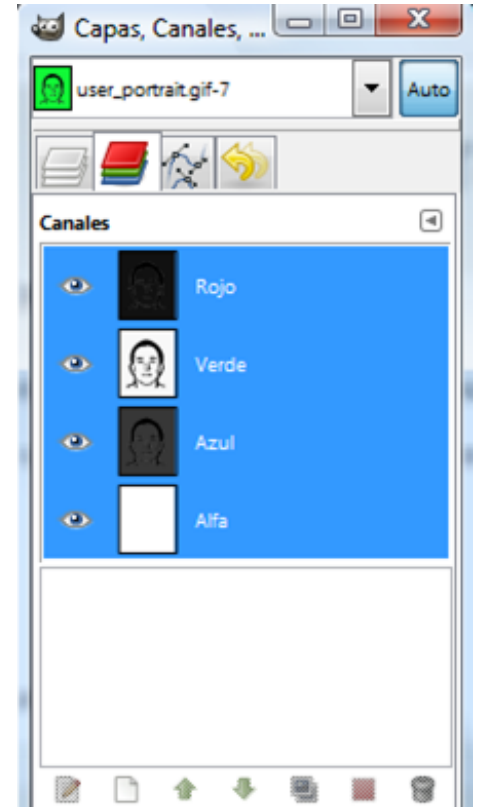 Capas, Canales, ...
user_portrait.gif-7
Auto
Canales
Rojo
Verde
Azul
Alfa